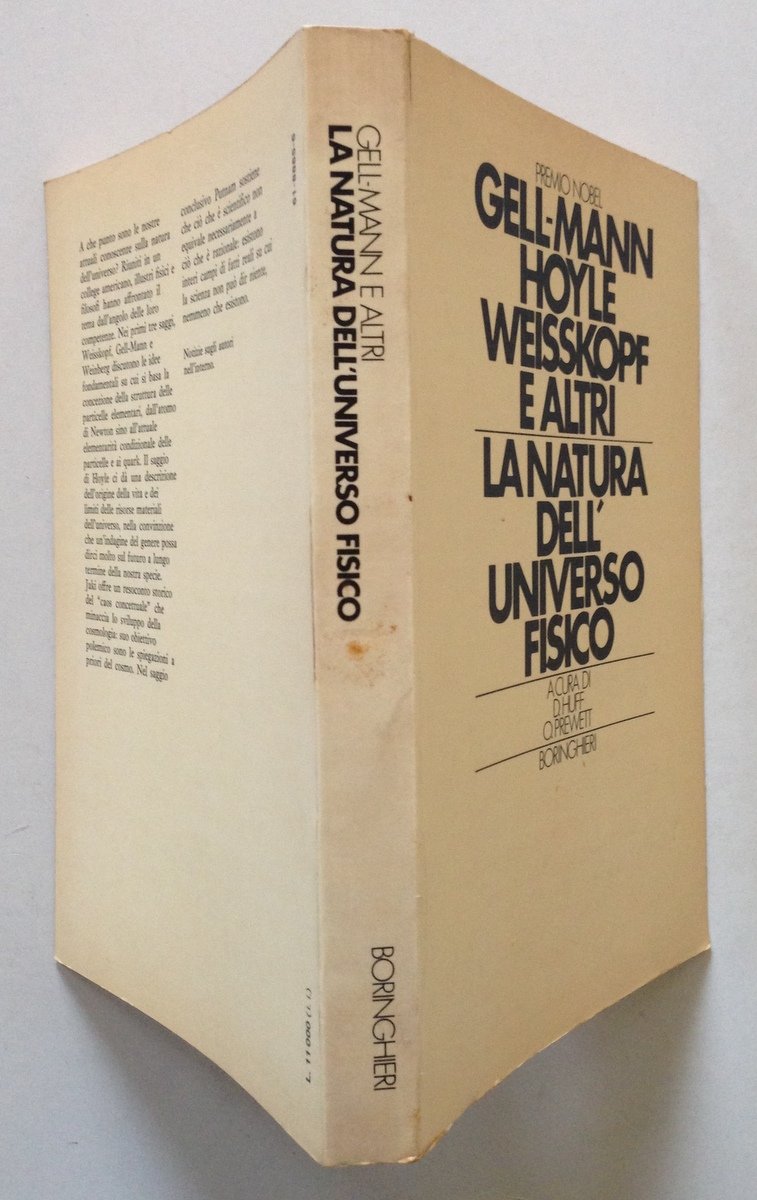 A che punto sono le nostre
attuali conoscenze sulla natura
dell'universo? Riuniti in un
college americano, illustri fisici e
filosofi hanno affrontato il
tema dall'angolo delle loro
competenze. Nei primi tre saggi,
Weisskopf, Gell-Mann e
Weinberg discutono le idee
fondamentali su cui si basa la
concezione della struttura delle
particelle elementari, dall'atomo
di Newton sino all'attuale
elementarità condizionale delle
particelle e ai quark. Il saggio
di Hoyle ci dà una descrizione
dell'origine della vita e dei
limiti delle risorse materiali
dell'universo, nella convinzione
che un'indagine del genere possa
dirci molto sul futuro a lungo
termine della nostra specie.
Jaki offre un resoconto storico
del "caos concettuale" che
minaccia lo sviluppo della
cosmologia: suo obiettivo
polemico sono le spiegazioni a
priori del cosmo. Nel saggio
conclusivo Putnam sostiene
che ciò che è scientifico non
equivale necessariamente a
ciò che è razionale: esistono
interi campi di fatti reali su cui
la scienza non può dir niente,
nemmeno che esistono.
Notizie sugli autori
nell'interno.
L. 11 000 (i.i.)
GELL-MANN E ALTRI
LA NATURA DELL'UNIVERSO FISICO
BORINGHIERI
PREMIO NOBEL
GELL-MANN
HOYLE
WEISSKOPF
E ALTRI
LA NATURA
DELL'
UNIVERSO
FISICO
A CURA DI
D. HUFF
O. PREWETT
BORINGHIERI